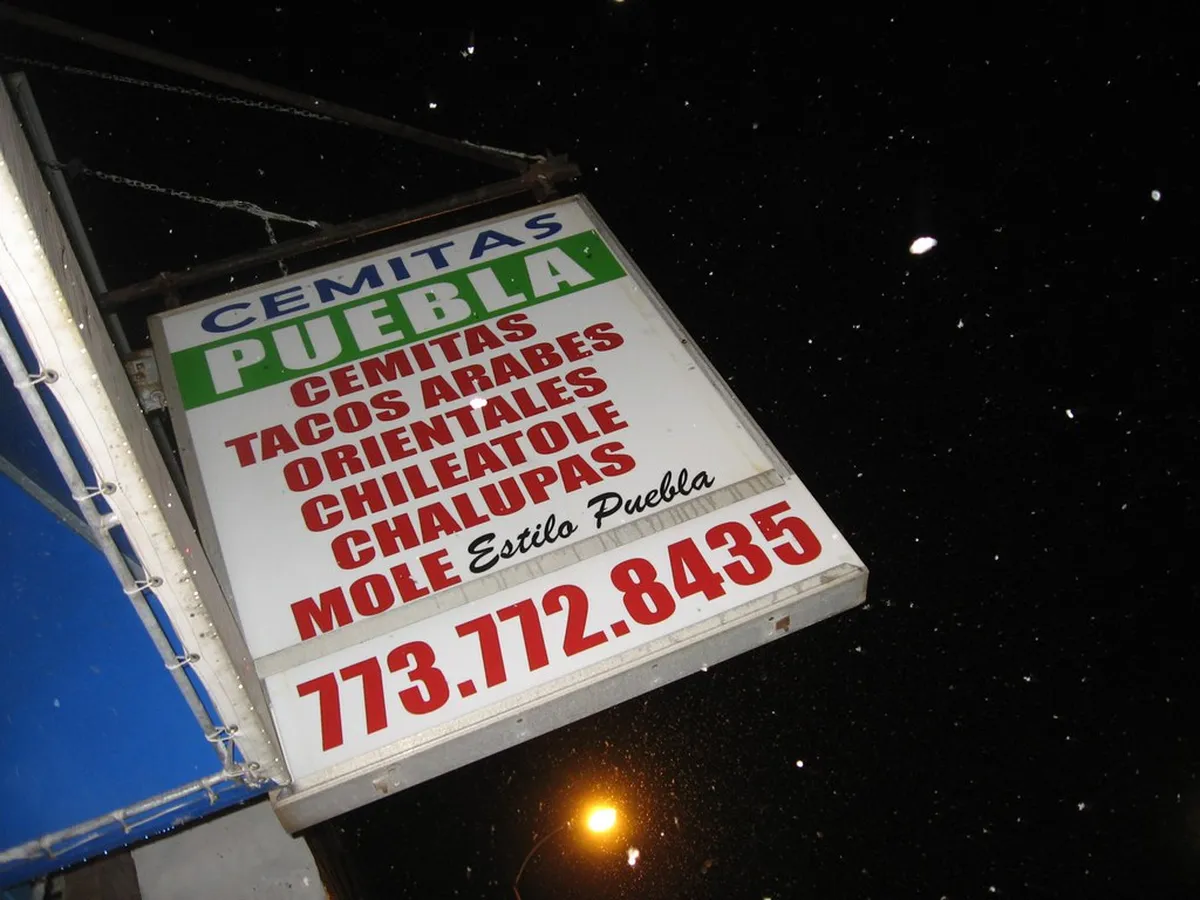 CEMITAS
PUEBLA
CEMITAS
TACOS ARABES
ORIENTALES
CHILEATOLE
CHALUPAS
MOLE Estilo Puebla
773.772.8435